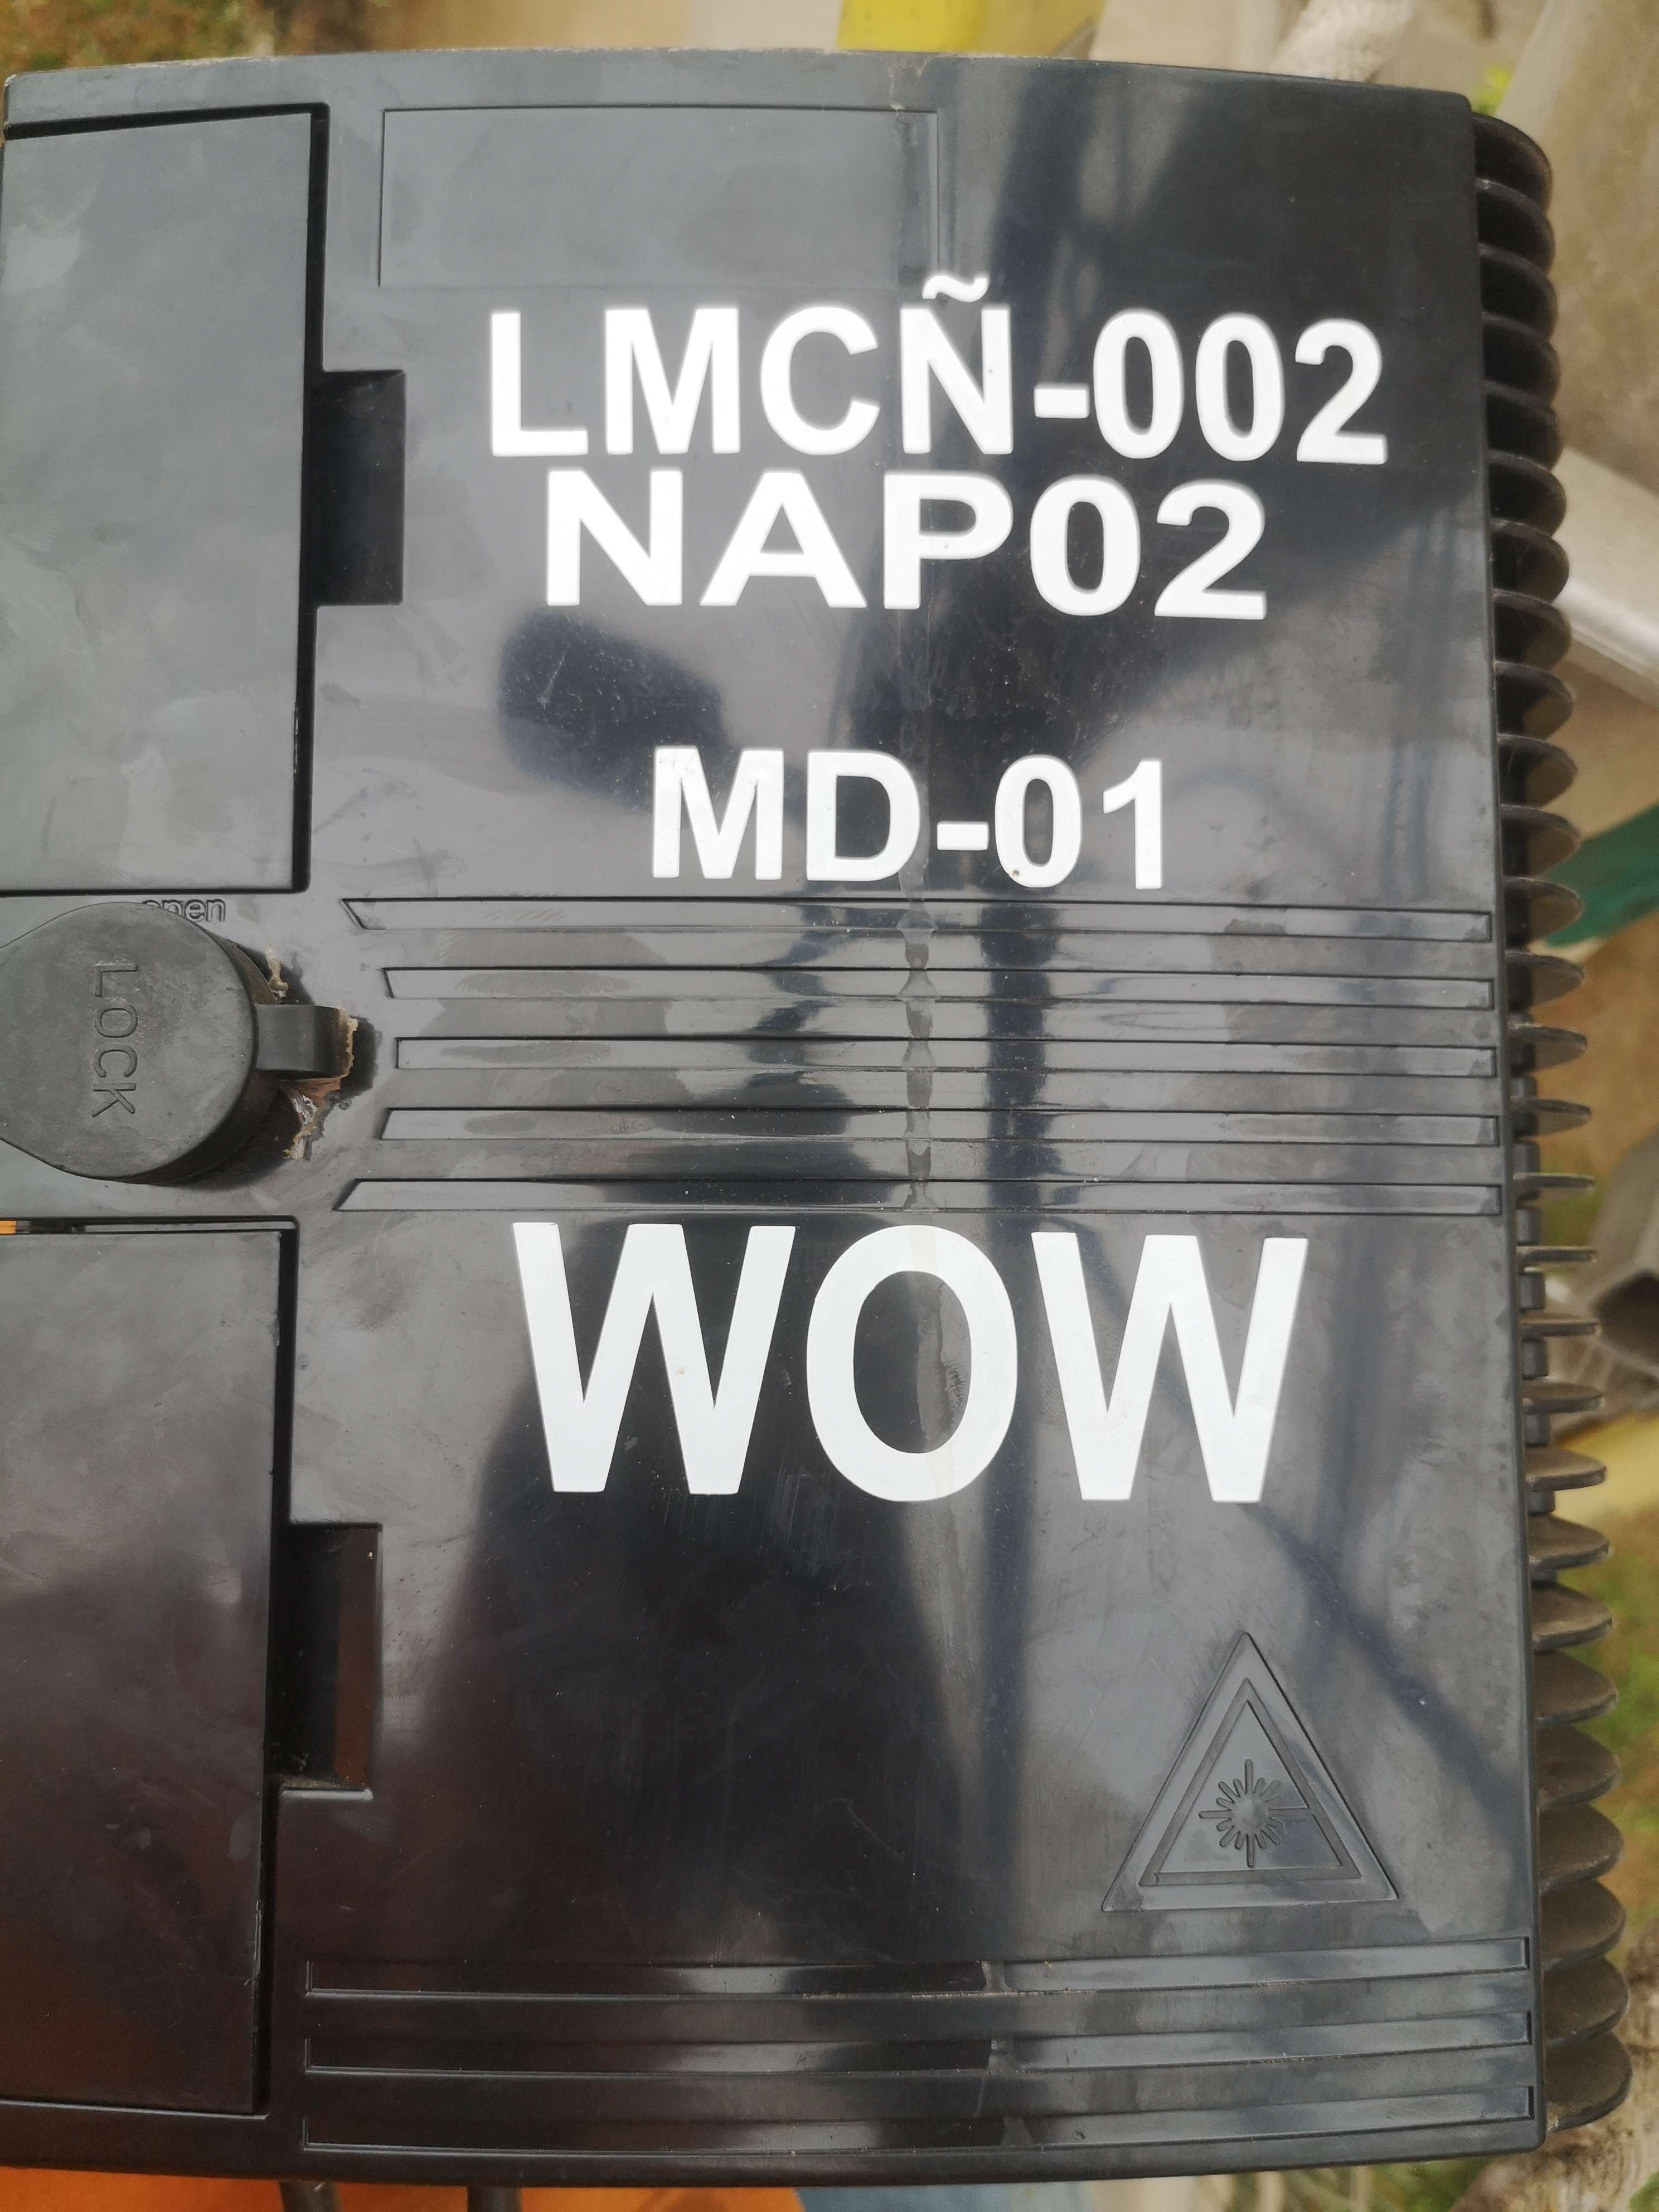 LMCÑ-002
NAP02
MD-01
open
LOCK
WOW